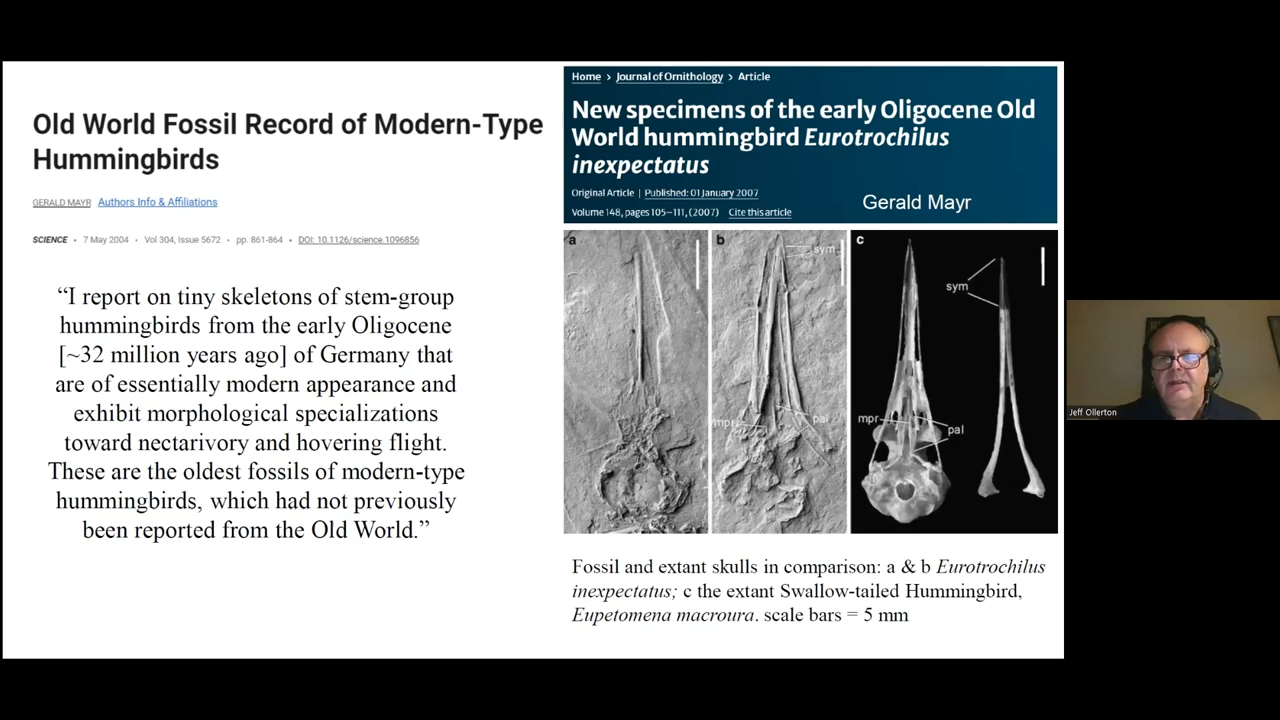 Old World Fossil Record of Modern-Type
Hummingbirds
GERALD MAYR Authors Info & Affiliations
SCIENCE • 7 May 2004 • Vol 304, Issue 5672 • pp. 861-864 • DOI: 10.1126/science.1096856
“I report on tiny skeletons of stem-group
hummingbirds from the early Oligocene
[~32 million years ago] of Germany that
are of essentially modern appearance and
exhibit morphological specializations
toward nectarivory and hovering flight.
These are the oldest fossils of modern-type
hummingbirds, which had not previously
been reported from the Old World.”
Home > Journal of Ornithology > Article
New specimens of the early Oligocene Old
World hummingbird Eurotrochilus
inexpectatus
Original Article | Published: 01 January 2007
Volume 148, pages 105–111, (2007) Cite this article
Gerald Mayr
a
b
sym
mpr
pal
c
sym
mpr
pal
Fossil and extant skulls in comparison: a & b Eurotrochilus
inexpectatus; c the extant Swallow-tailed Hummingbird,
Eupetomena macroura. scale bars = 5 mm
Jeff Ollerton